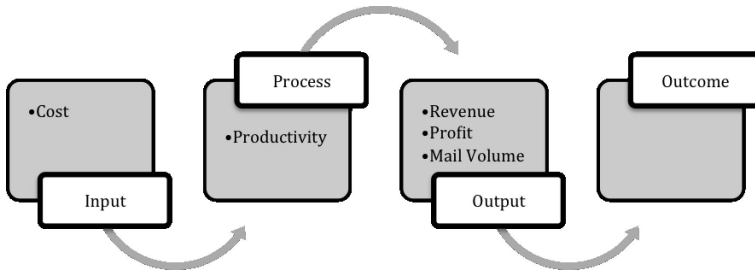 •Cost
Input
Process
•Productivity
•Revenue
•Profit
•Mail Volume
Output
Outcome